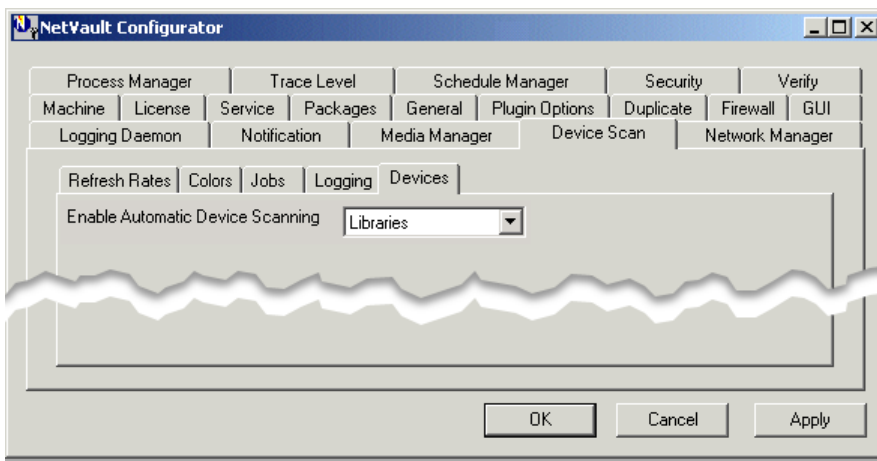 NetVault Configurator
Process Manager Trace Level Schedule Manager Security Verify
Machine License Service Packages General Plugin Options Duplicate Firewall GUI
Logging Daemon Notification Media Manager Device Scan Network Manager
Refresh Rates Colors Jobs Logging Devices
Enable Automatic Device Scanning Libraries
OK Cancel Apply